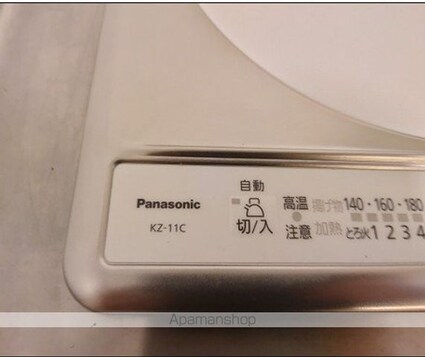 Panasonic
KZ-11C
自動
切/入
高温
注意
揚げ物 140・160・180
加熱 とろ火 1 2 3 4
Apamanshop